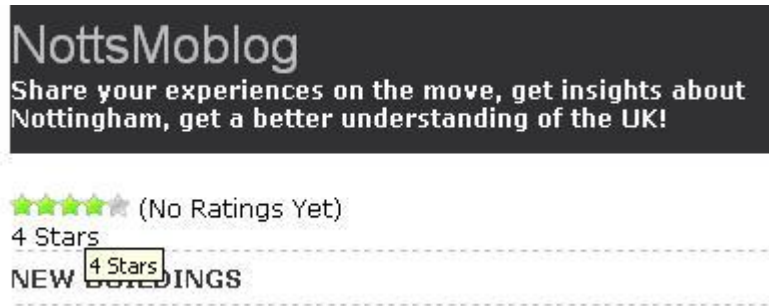 NottsMoblog
Share your experiences on the move, get insights about
Nottingham, get a better understanding of the UK!
(No Ratings Yet)
4 Stars
4 Stars
NEW BUILDINGS